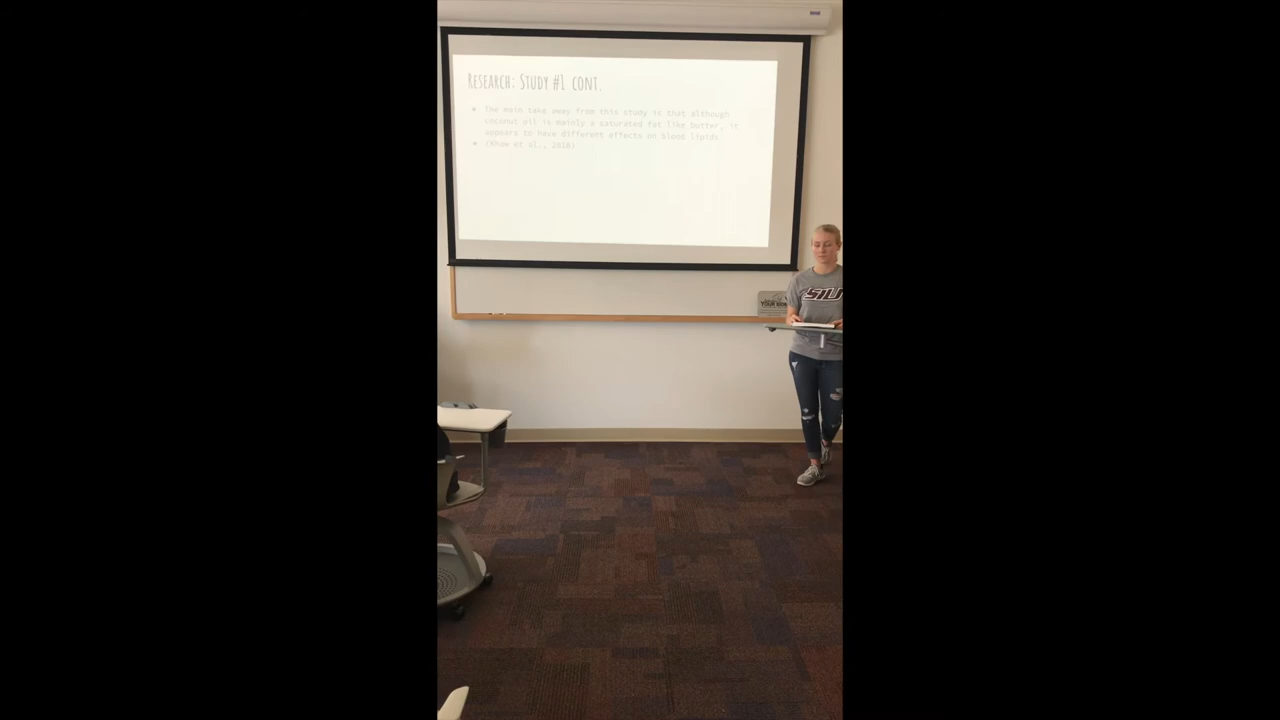 RESEARCH: STUDY #1 CONT.
The main take away from this study is that although
coconut oil is mainly a saturated fat like butter, it
appears to have different effects on blood lipids.
(Khaw et al., 2018)
SIU
YOUR